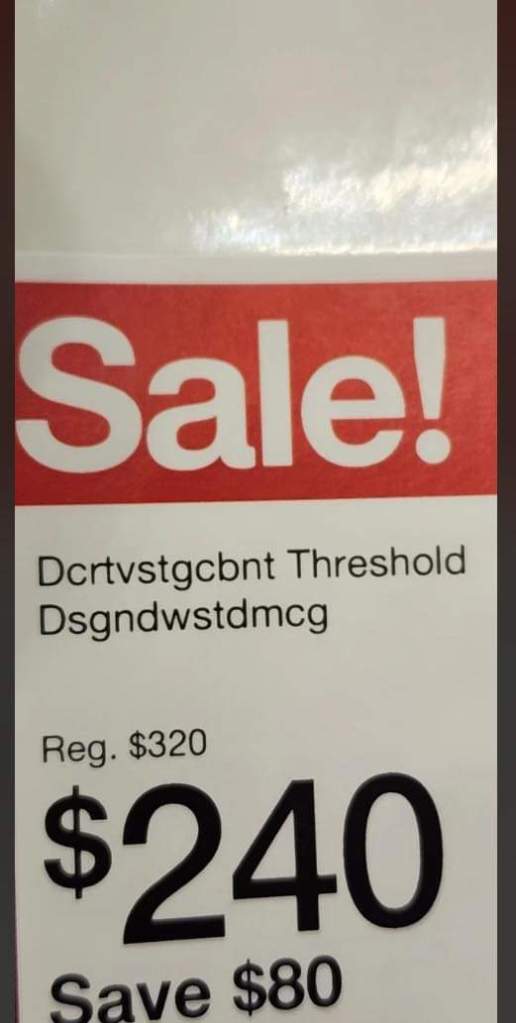 Sale!
Dcrtvstgcbnt Threshold
Dsgndwstdmcg
Reg. $320
$240
Save $80